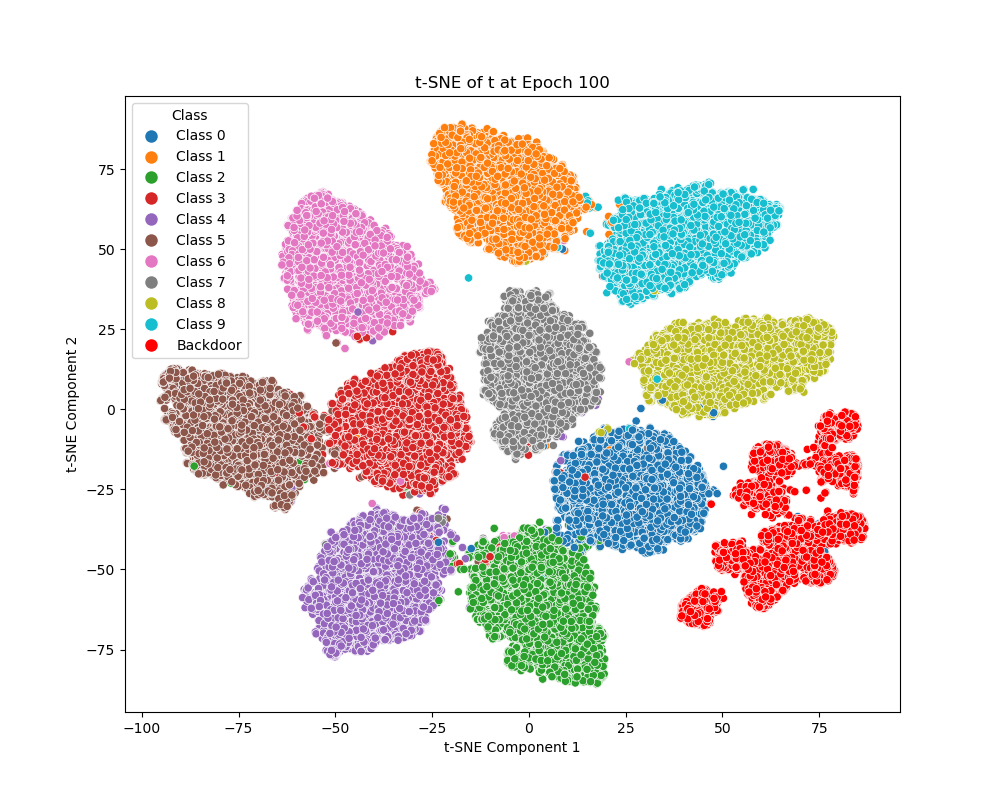 t-SNE of t at Epoch 100
Class
Class 0
Class 1
Class 2
Class 3
Class 4
Class 5
Class 6
Class 7
Class 8
Class 9
Backdoor
75
50
25
0
−25
−50
−75
t-SNE Component 2
−100 −75 −50 −25 0 25 50 75
t-SNE Component 1